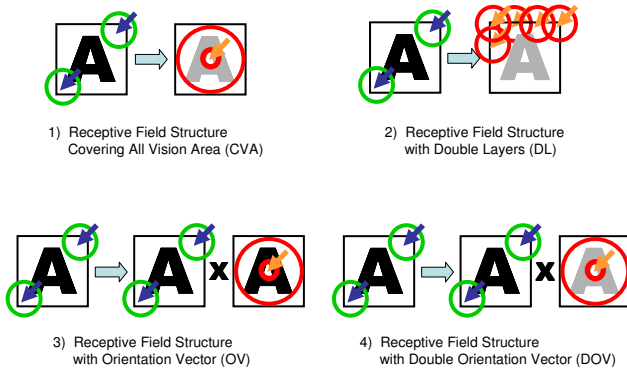 A A A A
1) Receptive Field Structure
Covering All Vision Area (CVA)
2) Receptive Field Structure
with Double Layers (DL)
A A x A A A x A
3) Receptive Field Structure
with Orientation Vector (OV)
4) Receptive Field Structure
with Double Orientation Vector (DOV)